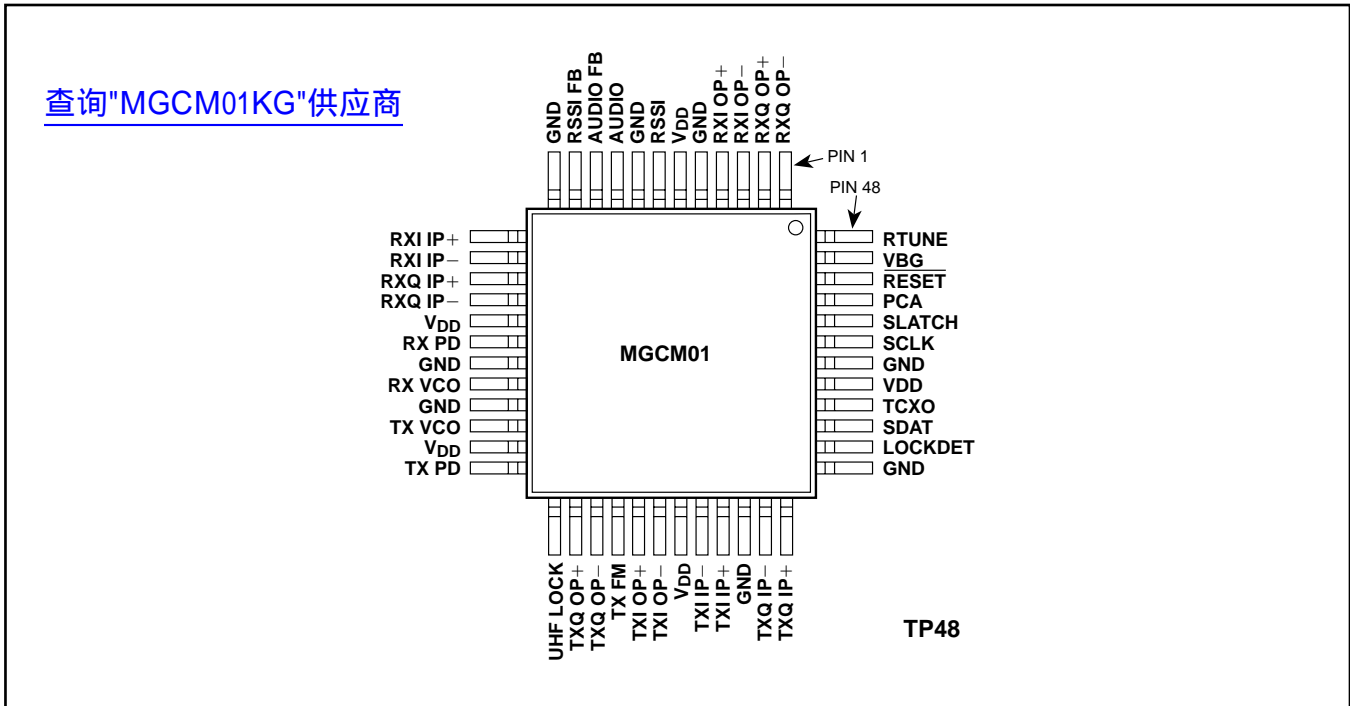 查询"MGCM01KG"供应商
GND
RSSI FB
AUDIO FB
AUDIO
GND
RSSI
VDD
GND
RXI OP+
RXI OP−
RXQ OP+
RXQ OP−
PIN 1
PIN 48
RXI IP+
RXI IP−
RXQ IP+
RXQ IP−
VDD
RX PD
GND
RX VCO
GND
TX VCO
VDD
TX PD
MGCM01
RTUNE
VBG
RESET
PCA
SLATCH
SCLK
GND
VDD
TCXO
SDAT
LOCKDET
GND
UHF LOCK
TXQ OP+
TXQ OP−
TX FM
TXI OP+
TXI OP−
VDD
TXI IP−
TXI IP+
GND
TXQ IP−
TXQ IP+
TP48